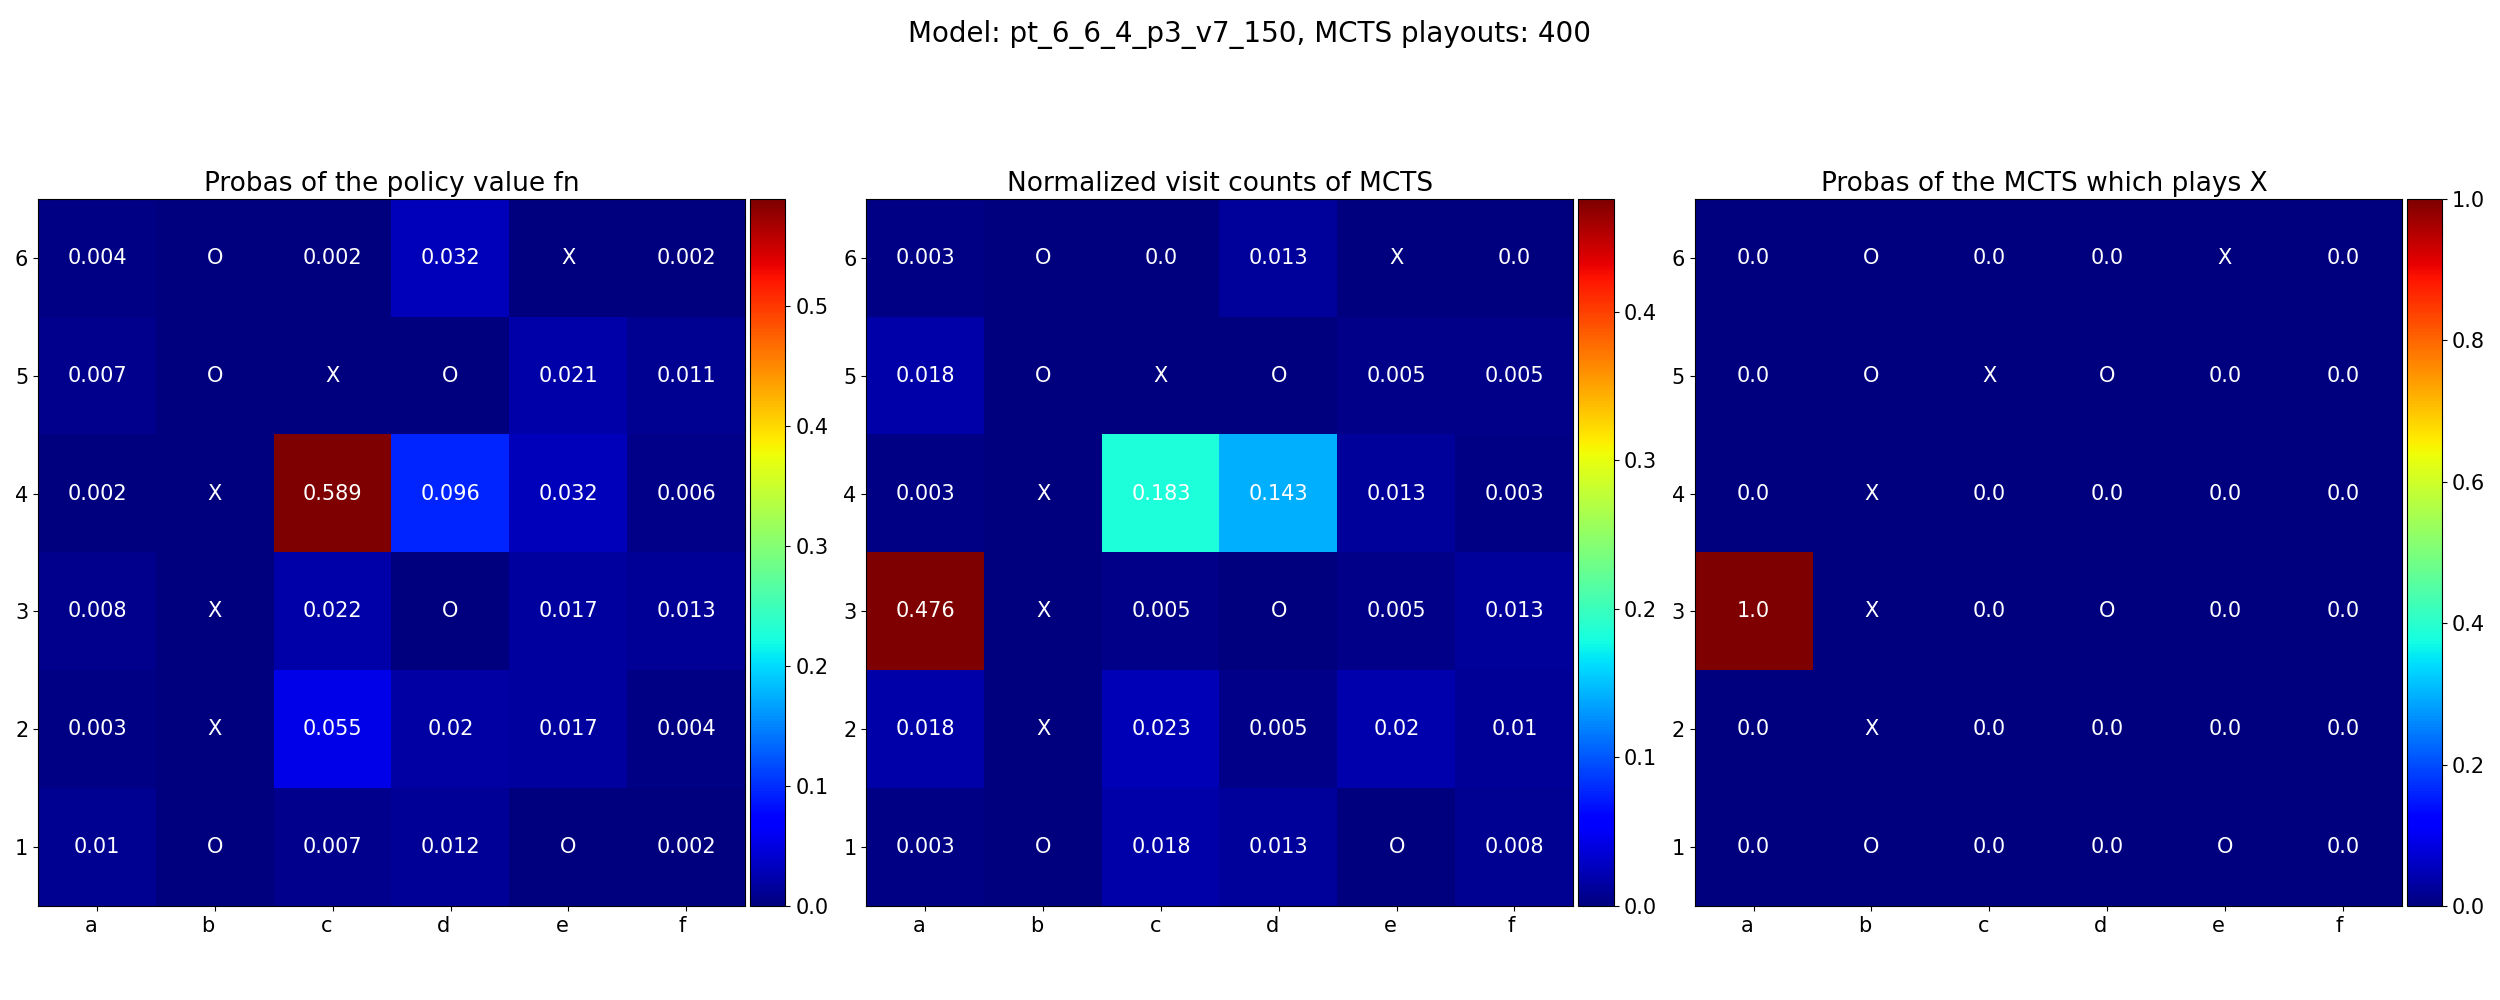 Model: pt_6_6_4_p3_v7_150, MCTS playouts: 400
Probas of the policy value fn
6 0.004 O 0.002 0.032 X 0.002
5 0.007 O X O 0.021 0.011
4 0.002 X 0.589 0.096 0.032 0.006
3 0.008 X 0.022 O 0.017 0.013
2 0.003 X 0.055 0.02 0.017 0.004
1 0.01 O 0.007 0.012 O 0.002
a b c d e f
0.5
0.4
0.3
0.2
0.1
0.0
Normalized visit counts of MCTS
6 0.003 O 0.0 0.013 X 0.0
5 0.018 O X O 0.005 0.005
4 0.003 X 0.183 0.143 0.013 0.003
3 0.476 X 0.005 O 0.005 0.013
2 0.018 X 0.023 0.005 0.02 0.01
1 0.003 O 0.018 0.013 O 0.008
a b c d e f
0.4
0.3
0.2
0.1
0.0
Probas of the MCTS which plays X
6 0.0 O 0.0 0.0 X 0.0
5 0.0 O X O 0.0 0.0
4 0.0 X 0.0 0.0 0.0 0.0
3 1.0 X 0.0 O 0.0 0.0
2 0.0 X 0.0 0.0 0.0 0.0
1 0.0 O 0.0 0.0 O 0.0
a b c d e f
1.0
0.8
0.6
0.4
0.2
0.0